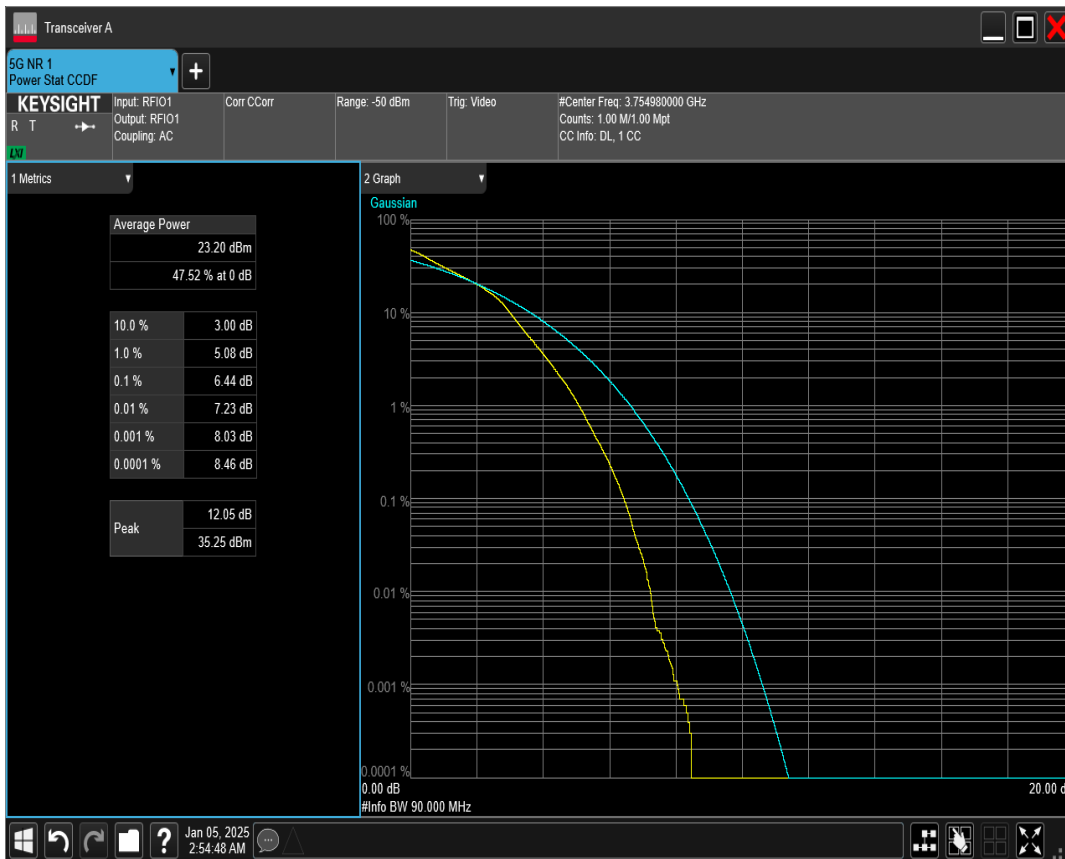 Transceiver A
5G NR 1
Power Stat CCDF
KEYSIGHT
R T
LXI
Input: RFIO1
Output: RFIO1
Coupling: AC
Corr CCorr
Range: -50 dBm
Trig: Video
#Center Freq: 3.754980000 GHz
Counts: 1.00 M/1.00 Mpt
CC Info: DL, 1 CC
1 Metrics
Average Power
23.20 dBm
47.52 % at 0 dB
10.0 % 3.00 dB
1.0 % 5.08 dB
0.1 % 6.44 dB
0.01 % 7.23 dB
0.001 % 8.03 dB
0.0001 % 8.46 dB
Peak
12.05 dB
35.25 dBm
2 Graph
Gaussian
100 %
10 %
1 %
0.1 %
0.01 %
0.001 %
0.0001 %
0.00 dB
20.00 d
#Info BW 90.000 MHz
?
Jan 05, 2025
2:54:48 AM